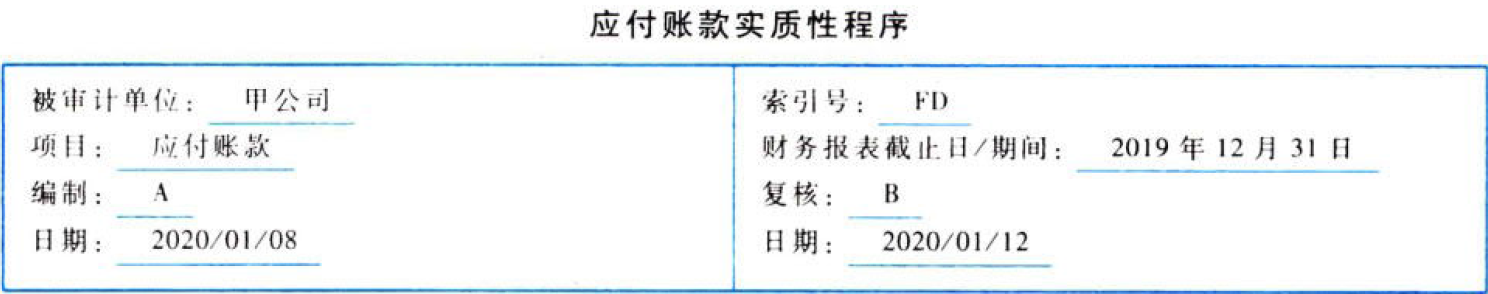 应付账款实质性程序
被审计单位： 甲公司
项目： 应付账款
编制： A
日期： 2020/01/08
索引号： FD
财务报表截止日/期间： 2019 年 12 月 31 日
复核： B
日期： 2020/01/12